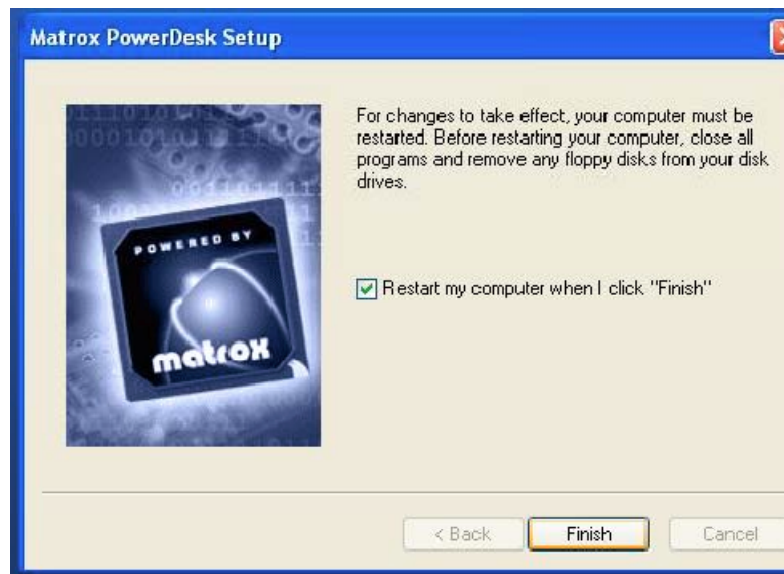 Matrox PowerDesk Setup
For changes to take effect, your computer must be
restarted. Before restarting your computer, close all
programs and remove any floppy disks from your disk
drives.
POWERED BY
matrox
Restart my computer when I click "Finish"
< Back
Finish
Cancel